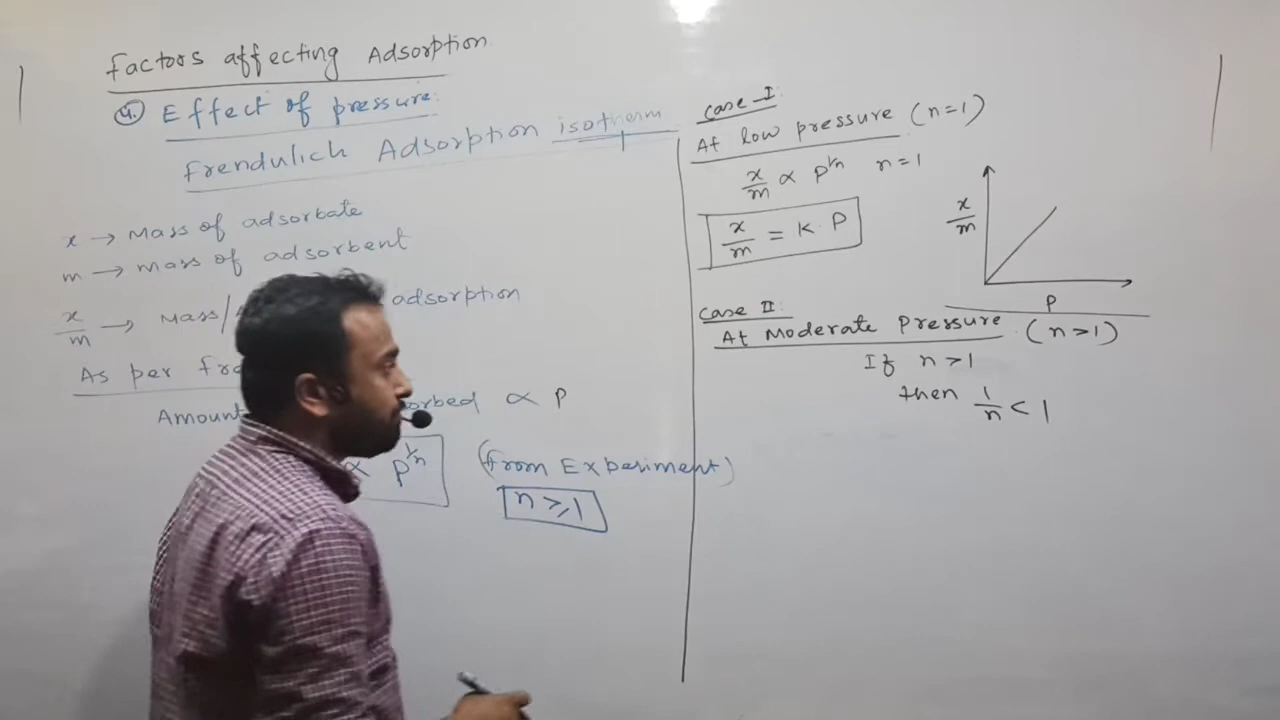 Factors affecting Adsorption
4. Effect of pressure:
Frendulich Adsorption isotherm
x → Mass of adsorbate
m → mass of adsorbent
x/m → Mass/ adsorption
As per
Amount ∝ P
∝ P^1/n (from Experiment)
n ≥ 1
Case-I:
At low pressure (n=1)
x/m ∝ P^1/n n=1
x/m = K. P
x/m
P
Case II:
At Moderate Pressure (n>1)
If n>1
then 1/n < 1